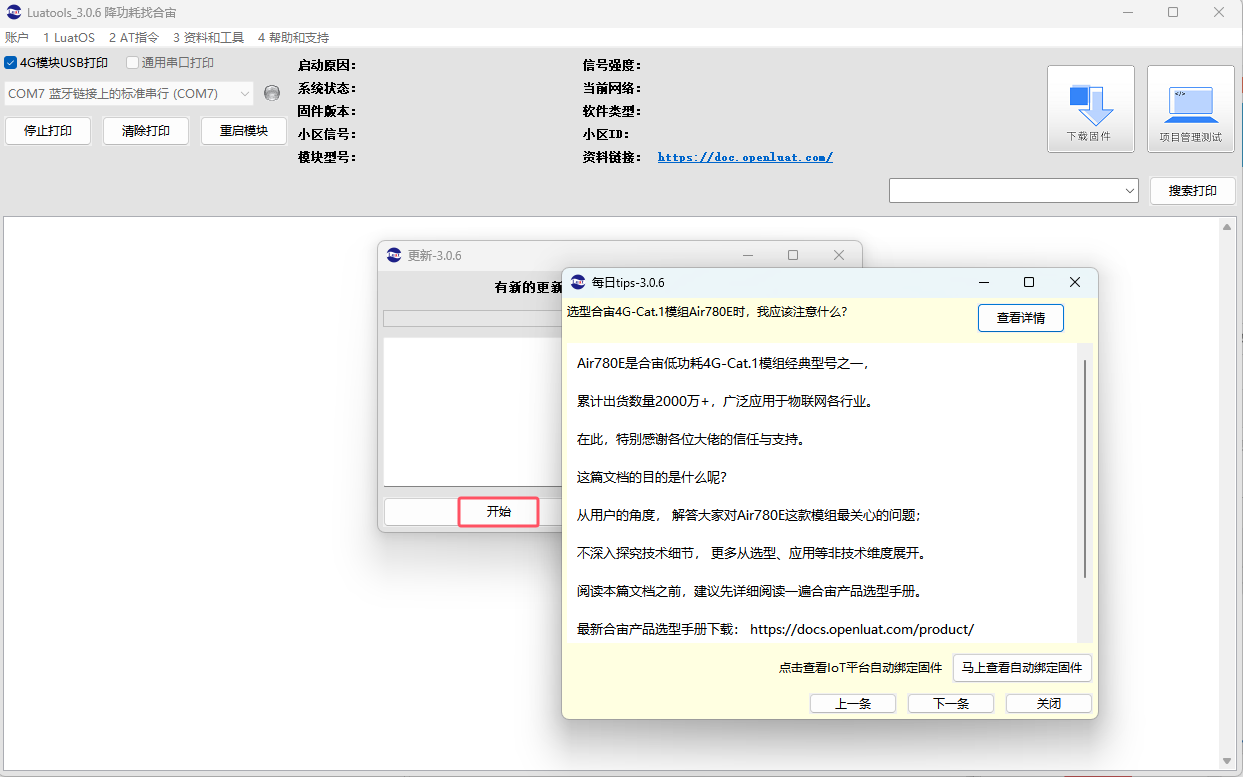 Luatools_3.0.6 降功耗找合宙
账户 1 LuatOS 2 AT指令 3 资料和工具 4 帮助和支持
4G模块USB打印 通用串口打印
COM7 蓝牙链接上的标准串行 (COM7)
停止打印 清除打印 重启模块
启动原因：
系统状态：
固件版本：
小区信号：
模块型号：
信号强度：
当前网络：
软件类型：
小区ID：
资料链接： https://doc.openluat.com/
下载固件
</>
项目管理测试
搜索打印
更新-3.0.6
有新的更新
开始
每日tips-3.0.6
选型合宙4G-Cat.1模组Air780E时，我应该注意什么？
查看详情
Air780E是合宙低功耗4G-Cat.1模组经典型号之一，
累计出货数量2000万+，广泛应用于物联网各行业。
在此，特别感谢各位大佬的信任与支持。
这篇文档的目的是什么呢？
从用户的角度， 解答大家对Air780E这款模组最关心的问题；
不深入探究技术细节， 更多从选型、应用等非技术维度展开。
阅读本篇文档之前，建议先详细阅读一遍合宙产品选型手册。
最新合宙产品选型手册下载： https://docs.openluat.com/product/
点击查看IoT平台自动绑定固件 马上查看自动绑定固件
上一条 下一条 关闭